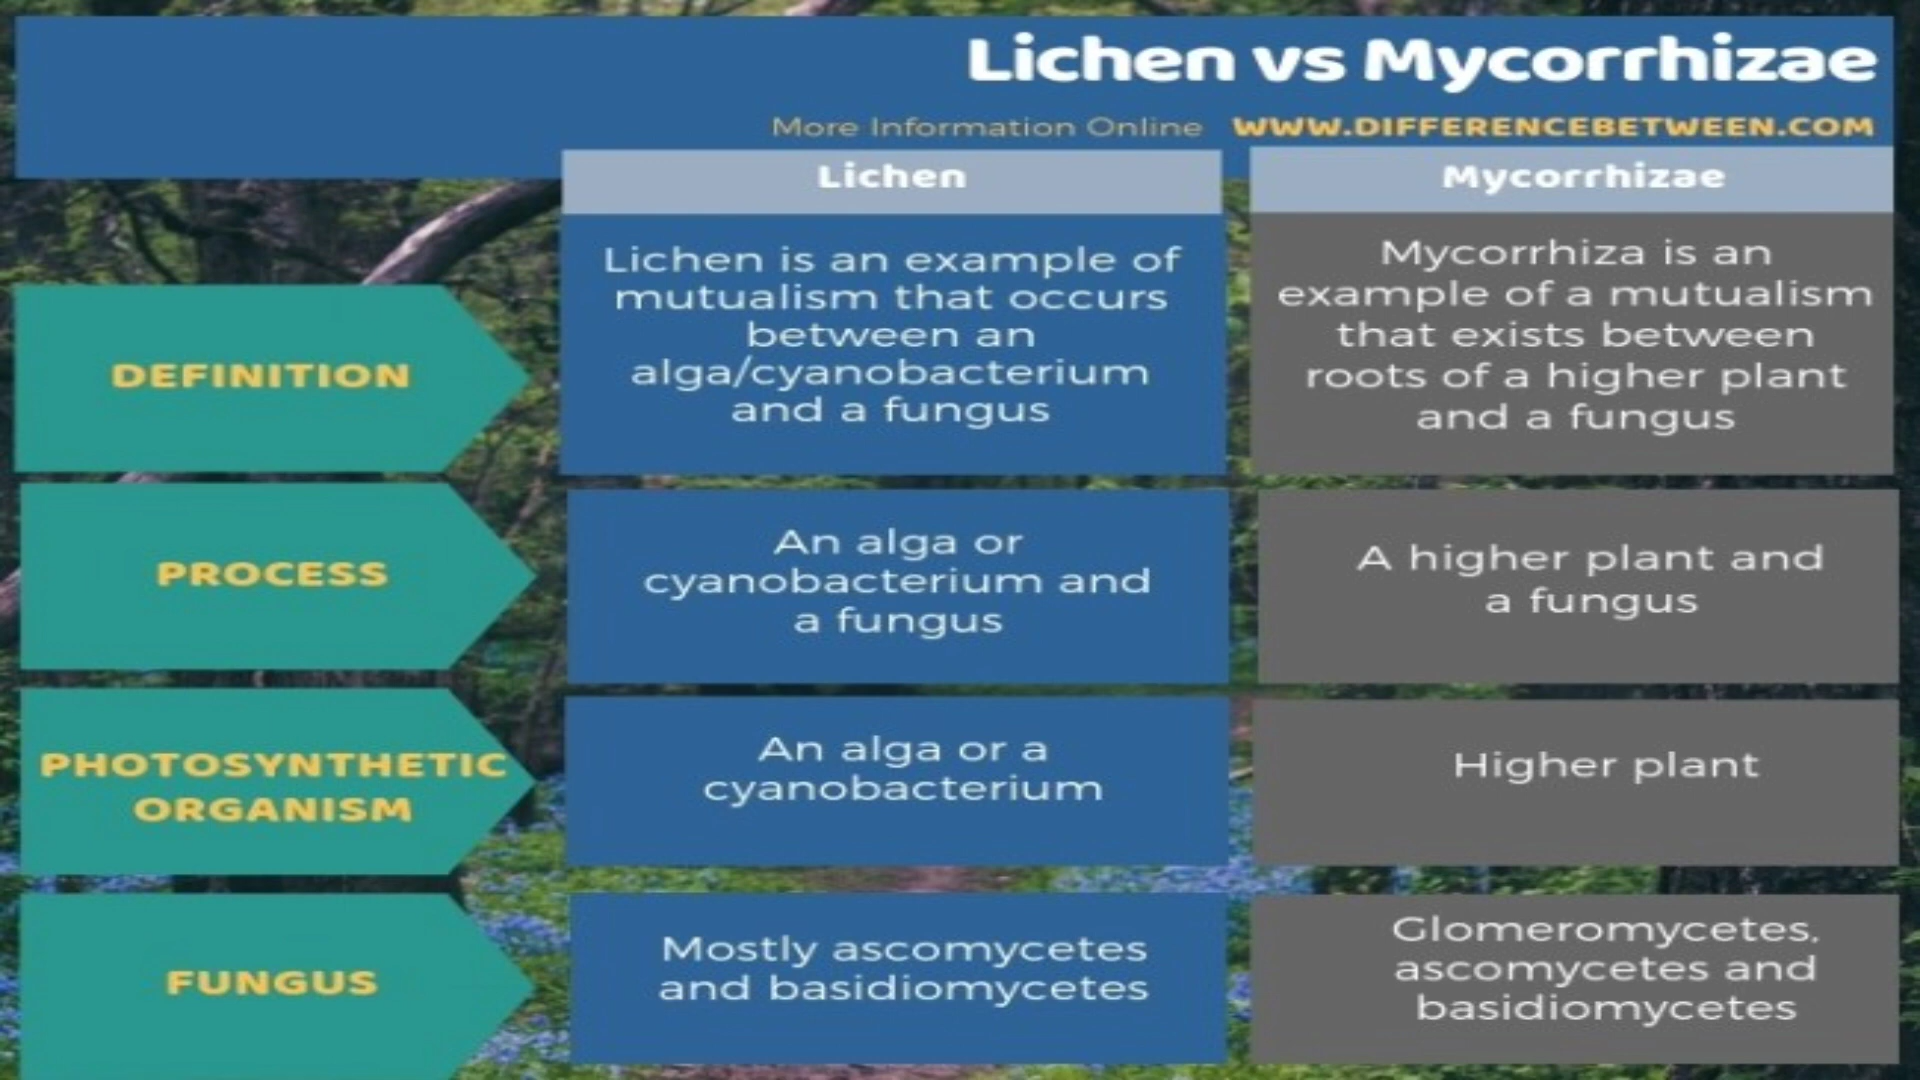 Lichen vs Mycorrhizae
More Information Online WWW.DIFFERENCEBETWEEN.COM
Lichen
Mycorrhizae
DEFINITION
Lichen is an example of
mutualism that occurs
between an
alga/cyanobacterium
and a fungus
Mycorrhiza is an
example of a mutualism
that exists between
roots of a higher plant
and a fungus
PROCESS
An alga or
cyanobacterium and
a fungus
A higher plant and
a fungus
PHOTOSYNTHETIC
ORGANISM
An alga or a
cyanobacterium
Higher plant
FUNGUS
Mostly ascomycetes
and basidiomycetes
Glomeromycetes,
ascomycetes and
basidiomycetes